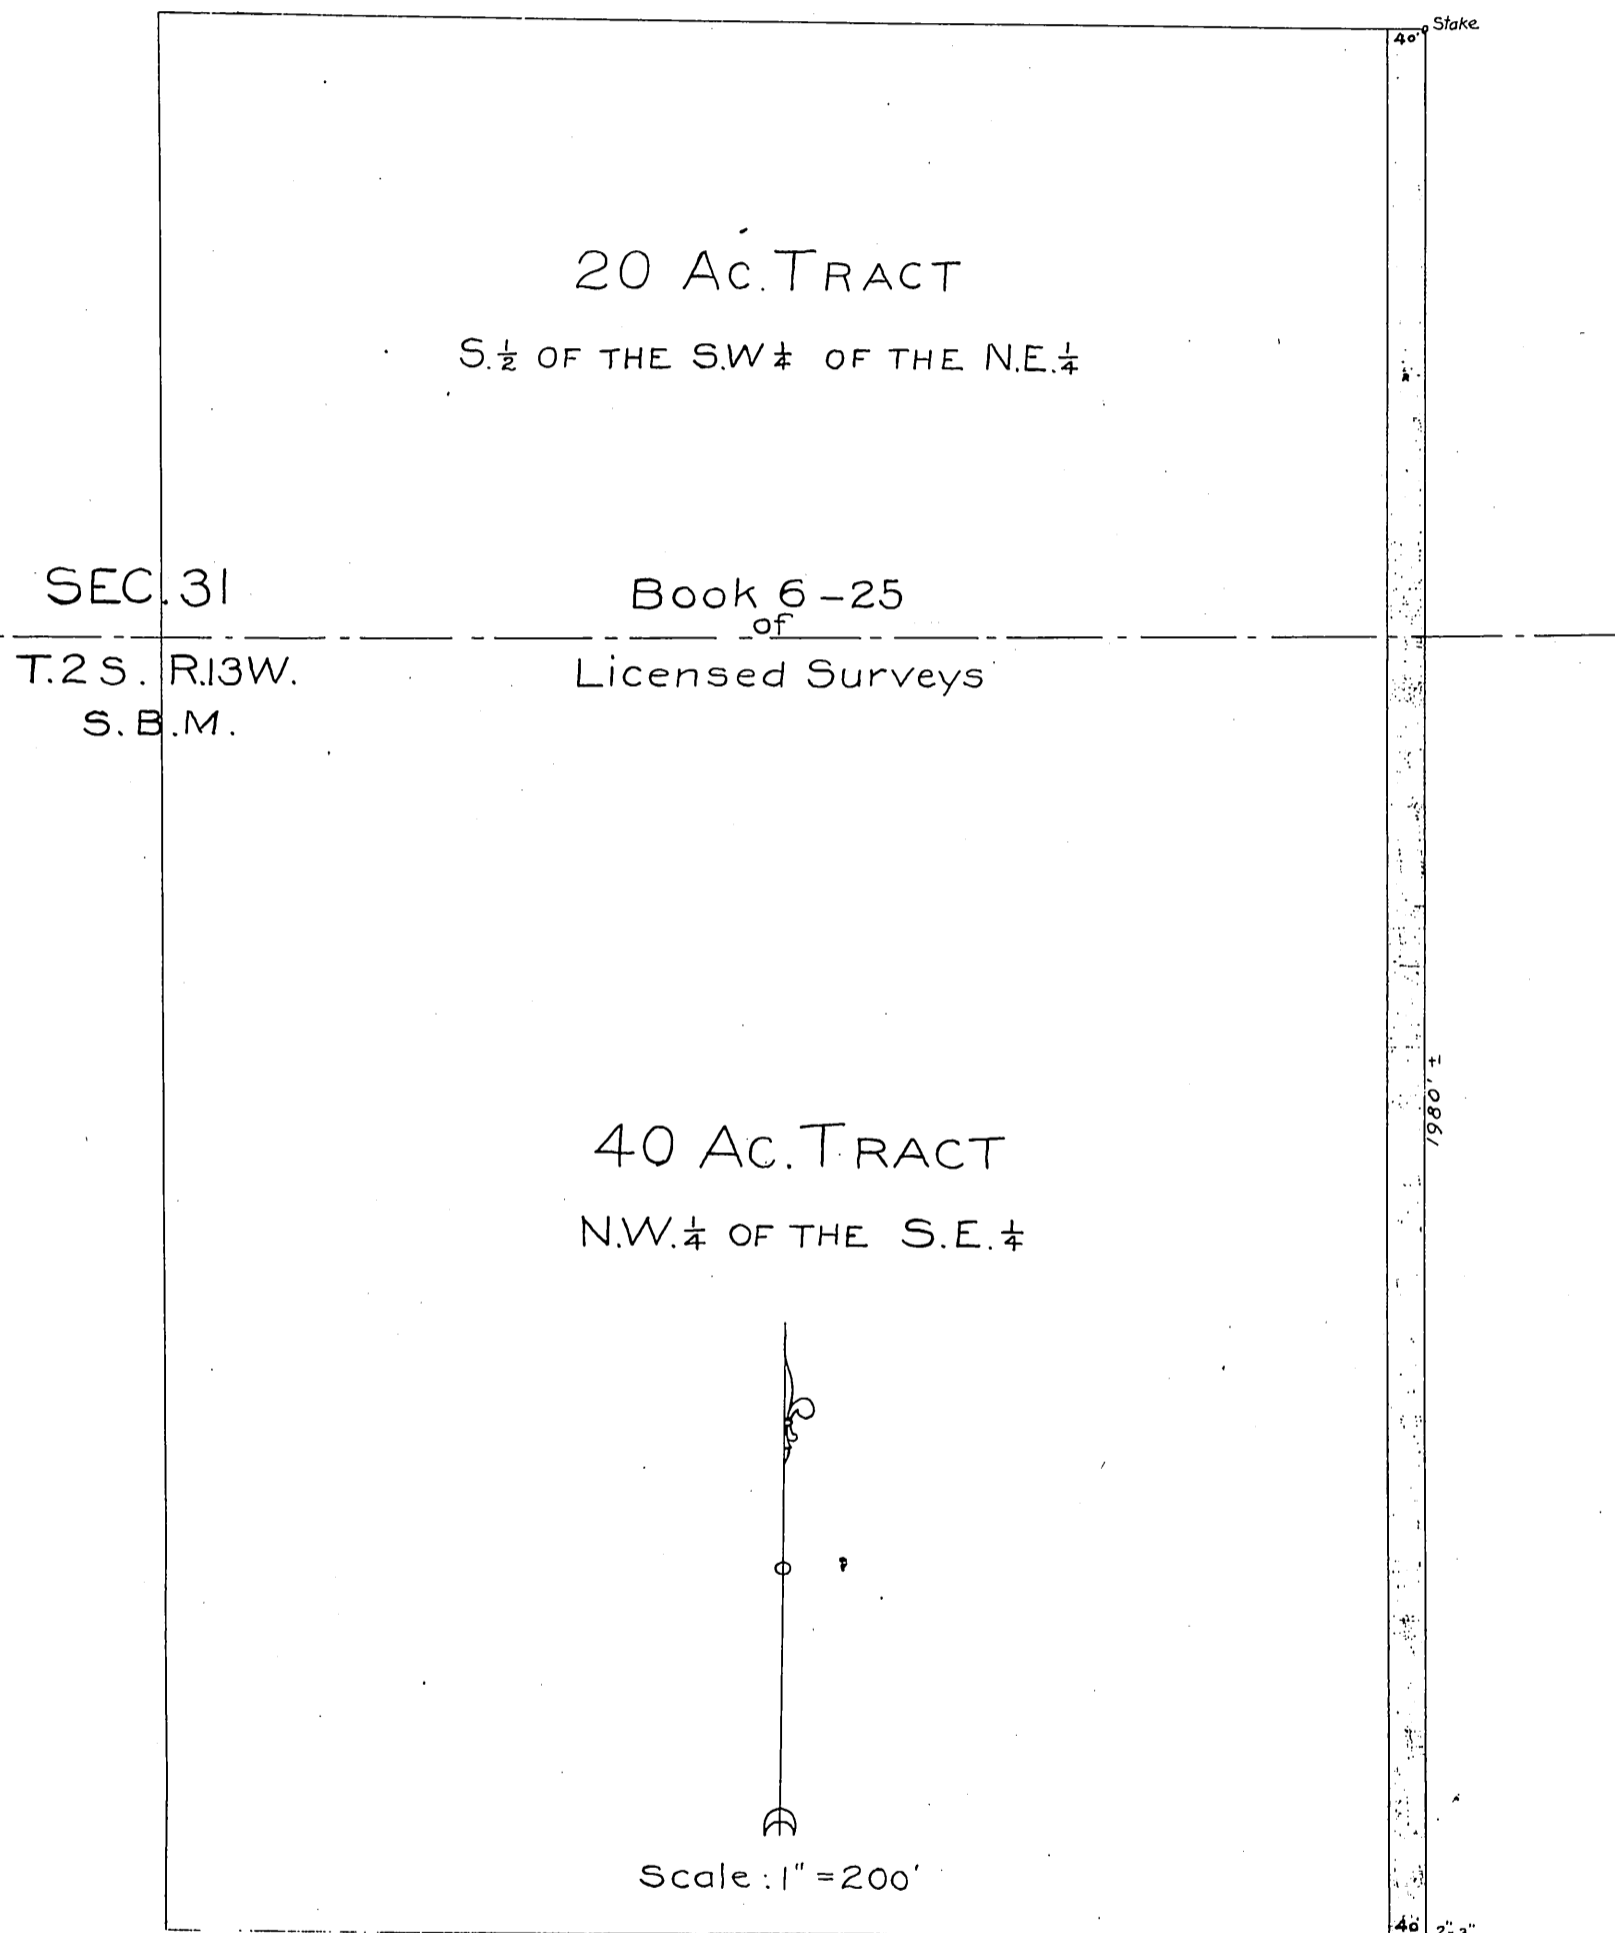 Stake
40'
20 AC. TRACT
S. ½ OF THE S.W ¼ OF THE N.E. ¼
SEC. 31
Book 6-25
of
T.2 S. R.13W.
Licensed Surveys
S. B.M.
1980' ±
40 AC. TRACT
N.W. ¼ OF THE S.E. ¼
Scale: 1" = 200'
40'